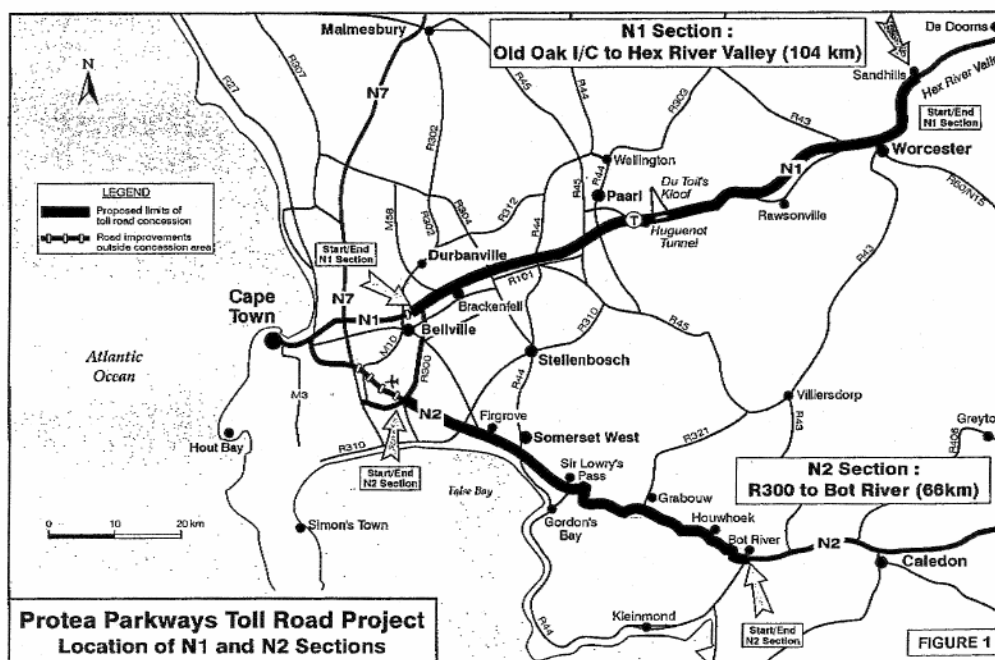 N1 Section :
Old Oak I/C to Hex River Valley (104 km)
De Doorns
Malmesbury
Sandhills
Hex River Valley
Start/End
N1 Section
N
R27
R307
N7
R45
R44
R303
R302
R43
Worcester
Wellington
R44
Paarl
R45
Du Toit's
Kloof
N1
Rawsonville
T
Huguenot
Tunnel
LEGEND
Proposed limits of
toll road concession
Road improvements
outside concession area
M58
R302
R304
R312
R44
Start/End
N1 Section
Durbanville
R101
R43
Cape
Town
N7
N1
Brackenfell
Bellville
M10
R300
R310
R45
Stellenbosch
Atlantic
Ocean
M3
R44
Villiersdorp
N2
Firgrove
R43
Greyto
R406
Hout Bay
R310
Somerset West
R321
Start/End
N2 Section
Sir Lowry's
Pass
N2 Section :
R300 to Bot River (66km)
False Bay
Grabouw
Gordon's
Bay
Houwhoek
0 10 20 km
Simon's Town
Bot River
N2
Caledon
Protea Parkways Toll Road Project
Location of N1 and N2 Sections
Kleinmond
R44
Start/End
N2 Section
FIGURE 1